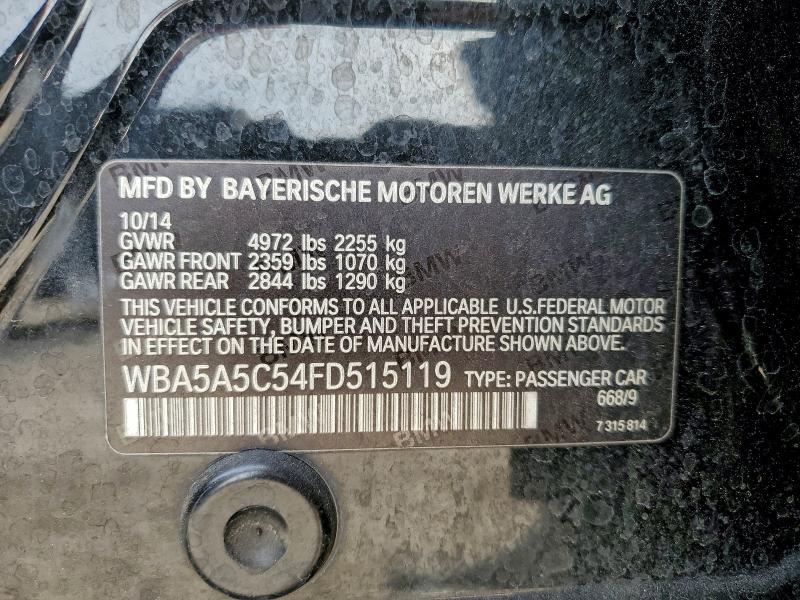 MFD BY BAYERISCHE MOTOREN WERKE AG
10/14
GVWR 4972 lbs 2255 kg
GAWR FRONT 2359 lbs 1070 kg
GAWR REAR 2844 lbs 1290 kg
THIS VEHICLE CONFORMS TO ALL APPLICABLE U.S.FEDERAL MOTOR
VEHICLE SAFETY, BUMPER AND THEFT PREVENTION STANDARDS
IN EFFECT ON THE DATE OF MANUFACTURE SHOWN ABOVE.
WBA5A5C54FD515119 TYPE: PASSENGER CAR
668/9
7 315 814